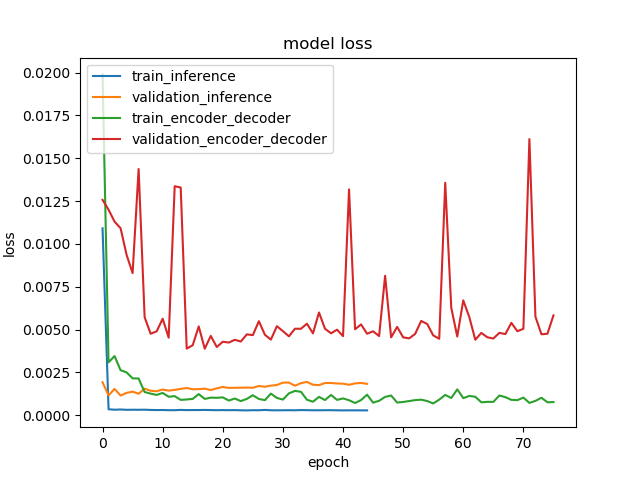 model loss
train_inference
validation_inference
train_encoder_decoder
validation_encoder_decoder
0.0200
0.0175
0.0150
0.0125
0.0100
0.0075
0.0050
0.0025
0.0000
loss
0 10 20 30 40 50 60 70
epoch